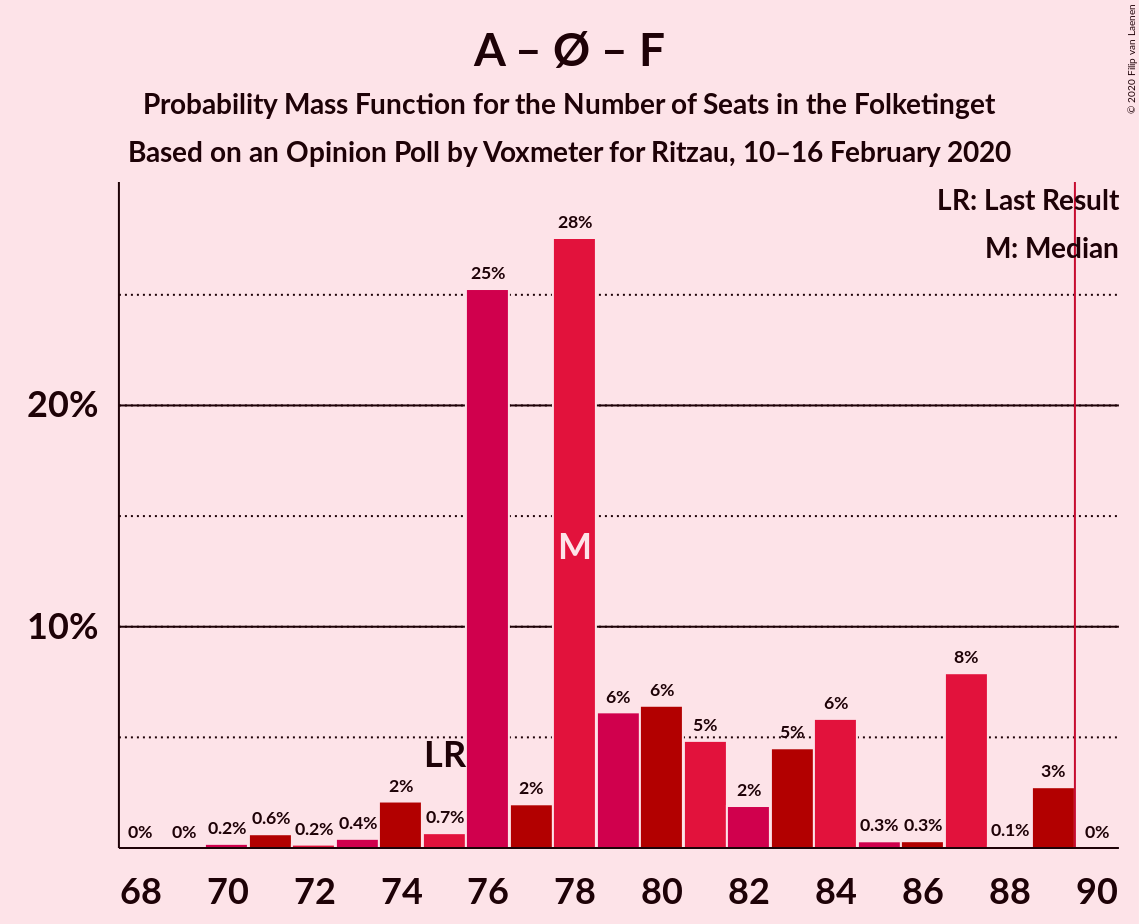 A – Ø – F
Probability Mass Function for the Number of Seats in the Folketinget
Based on an Opinion Poll by Voxmeter for Ritzau, 10–16 February 2020
© 2020 Filip van Laenen
LR: Last Result
M: Median
20%
10%
0%
0%
0.2%
0.6%
0.2%
0.4%
2%
0.7%
25%
2%
28%
6%
6%
5%
2%
5%
6%
0.3%
0.3%
8%
0.1%
3%
0%
LR
M
68 70 72 74 76 78 80 82 84 86 88 90